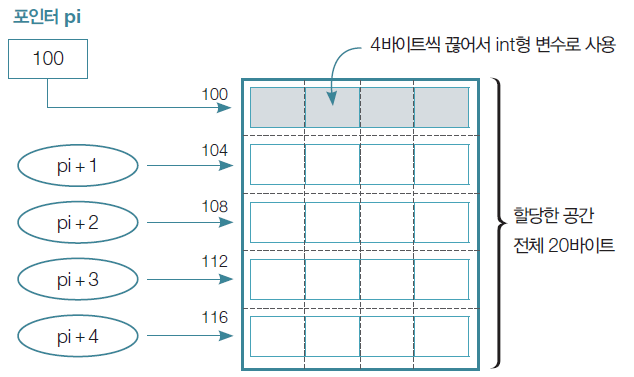 포인터 pi
100
4바이트씩 끊어서 int형 변수로 사용
100
pi + 1
104
pi + 2
108
pi + 3
112
pi + 4
116
할당한 공간
전체 20바이트